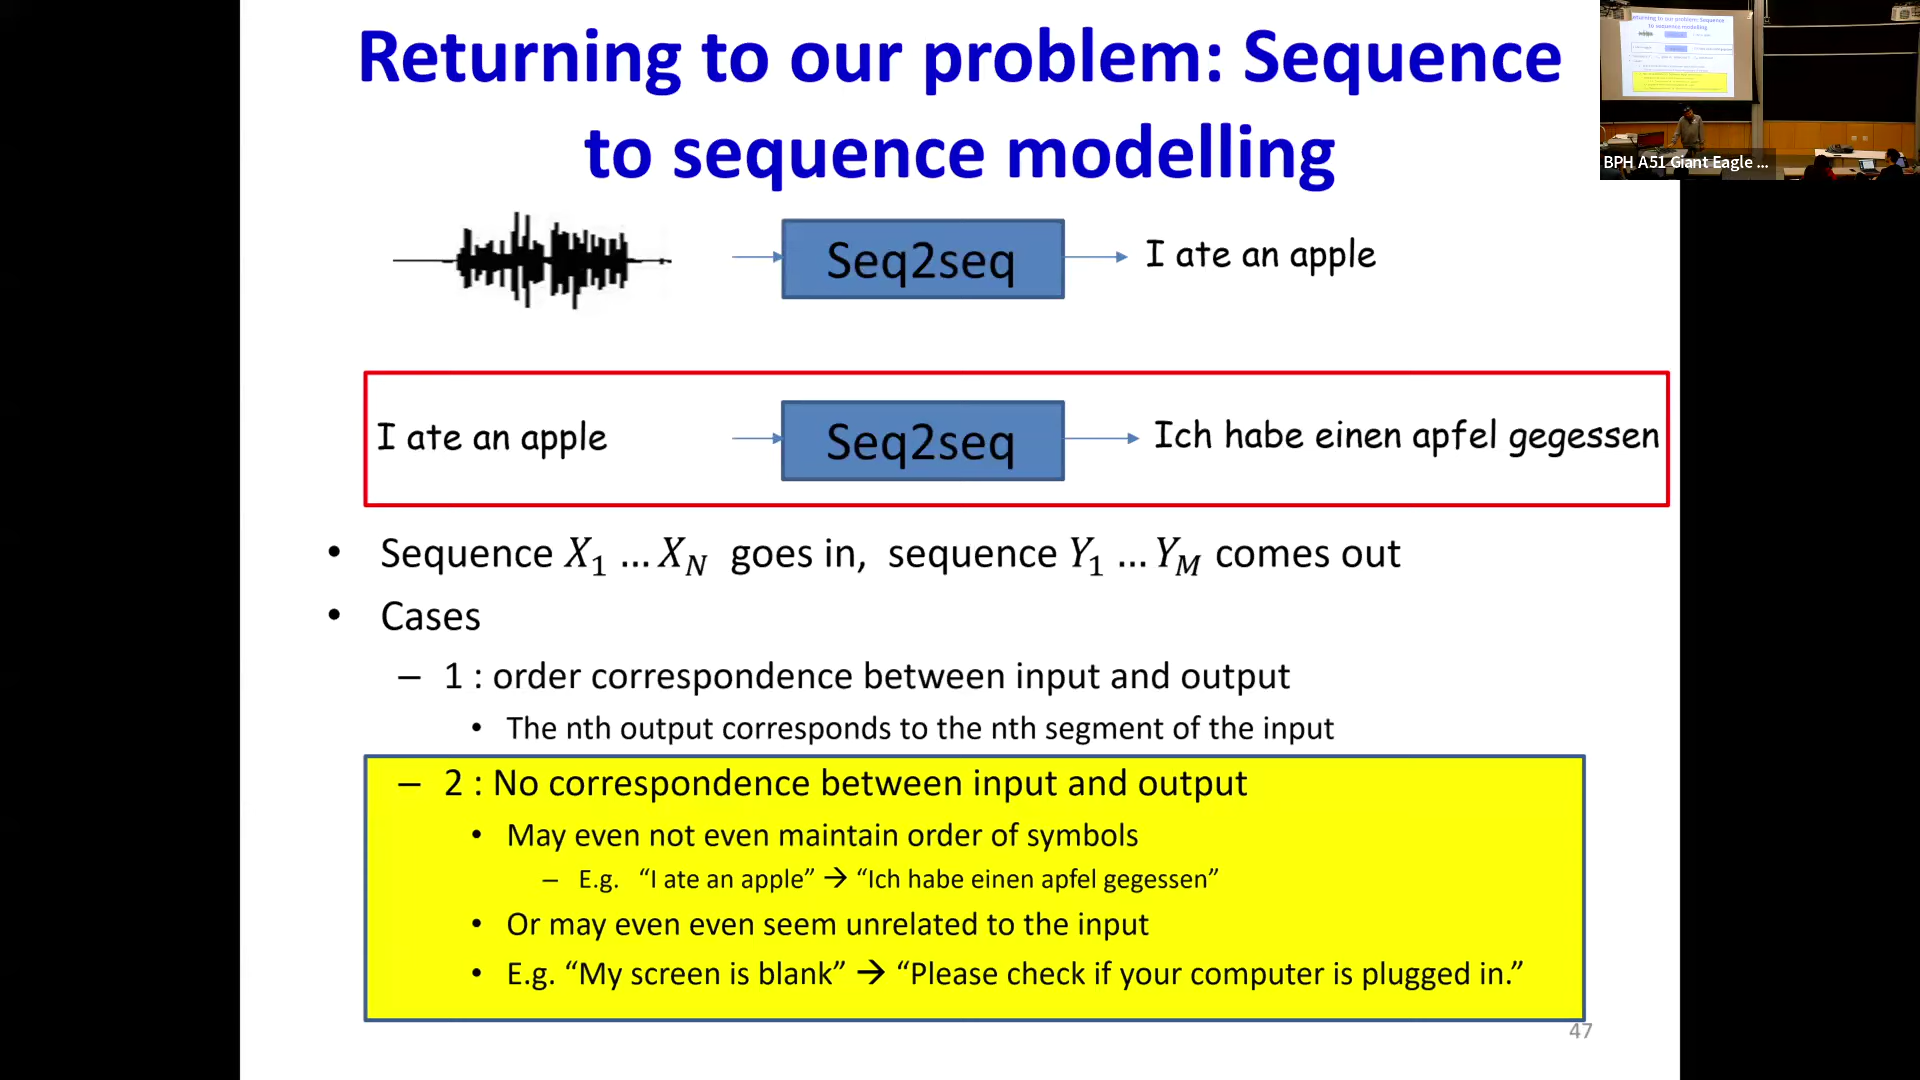 Returning to our problem: Sequence
to sequence modelling
Seq2seq
I ate an apple
I ate an apple
Seq2seq
Ich habe einen apfel gegessen
• Sequence X₁ … X_N goes in, sequence Y₁ … Y_M comes out
• Cases
– 1 : order correspondence between input and output
• The nth output corresponds to the nth segment of the input
– 2 : No correspondence between input and output
• May even not even maintain order of symbols
– E.g. “I ate an apple” → “Ich habe einen apfel gegessen”
• Or may even even seem unrelated to the input
• E.g. “My screen is blank” → “Please check if your computer is plugged in.”
47
BPH A51 Giant Eagle ...